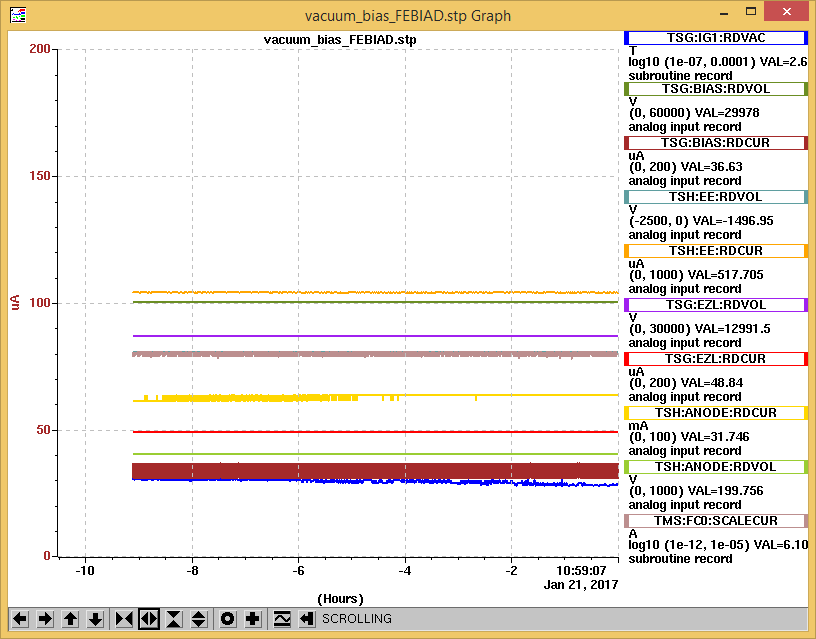 vacuum_bias_FEBIAD.stp Graph
vacuum_bias_FEBIAD.stp
200
150
100
50
0
uA
-10
-8
-6
-4
-2
10:59:07
Jan 21, 2017
(Hours)
TSG:IG1:RDVAC
T
log10 (1e-07, 0.0001) VAL=2.6
subroutine record
TSG:BIAS:RDVOL
V
(0, 60000) VAL=29978
analog input record
TSG:BIAS:RDCUR
uA
(0, 200) VAL=36.63
analog input record
TSH:EE:RDVOL
V
(-2500, 0) VAL=-1496.95
analog input record
TSH:EE:RDCUR
uA
(0, 1000) VAL=517.705
analog input record
TSG:EZL:RDVOL
V
(0, 30000) VAL=12991.5
analog input record
TSG:EZL:RDCUR
uA
(0, 200) VAL=48.84
analog input record
TSH:ANODE:RDCUR
mA
(0, 100) VAL=31.746
analog input record
TSH:ANODE:RDVOL
V
(0, 1000) VAL=199.756
analog input record
TMS:FC0:SCALECUR
A
log10 (1e-12, 1e-05) VAL=6.10
subroutine record
SCROLLING